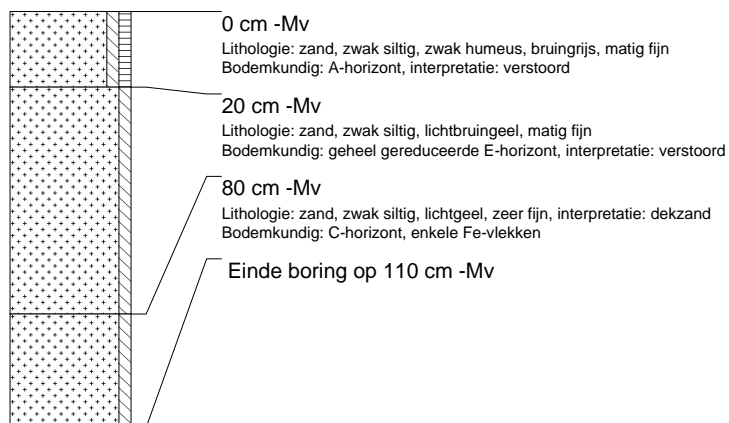 0 cm -Mv
Lithologie: zand, zwak siltig, zwak humeus, bruingrijs, matig fijn
Bodemkundig: A-horizont, interpretatie: verstoord
20 cm -Mv
Lithologie: zand, zwak siltig, lichtbruingeel, matig fijn
Bodemkundig: geheel gereduceerde E-horizont, interpretatie: verstoord
80 cm -Mv
Lithologie: zand, zwak siltig, lichtgeel, zeer fijn, interpretatie: dekzand
Bodemkundig: C-horizont, enkele Fe-vlekken
Einde boring op 110 cm -Mv